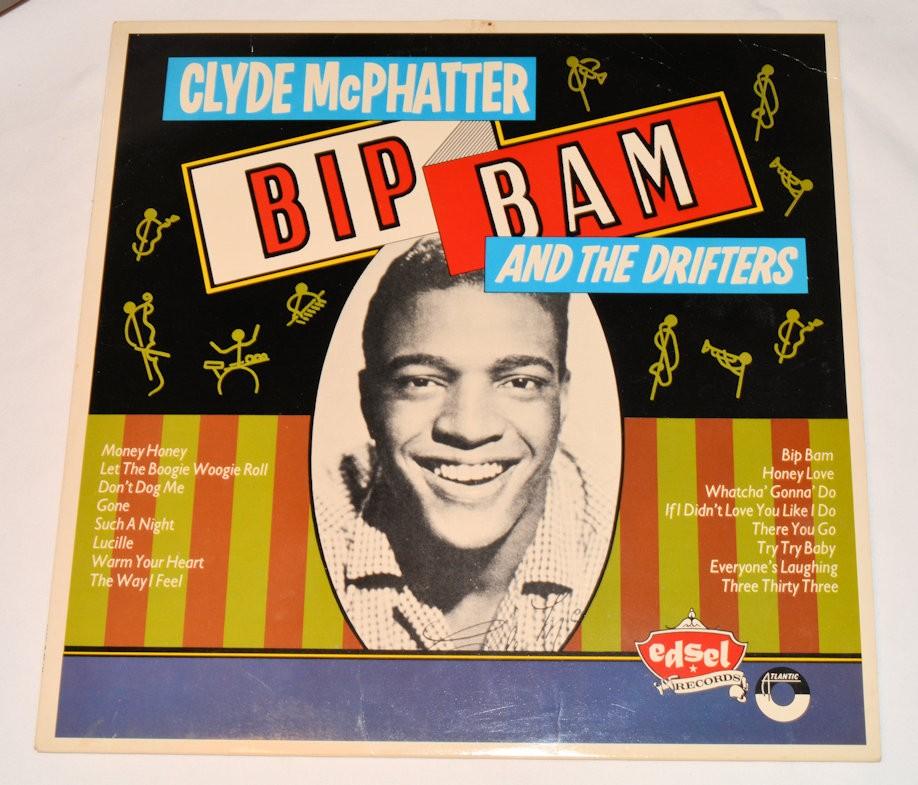 CLYDE McPHATTER
BIP BAM
AND THE DRIFTERS
Money Honey
Let The Boogie Woogie Roll
Don't Dog Me
Gone
Such A Night
Lucille
Warm Your Heart
The Way I Feel
Bip Bam
Honey Love
Whatcha' Gonna' Do
If I Didn't Love You Like I Do
There You Go
Try Try Baby
Everyone's Laughing
Three Thirty Three
edsel
RECORDS
ATLANTIC